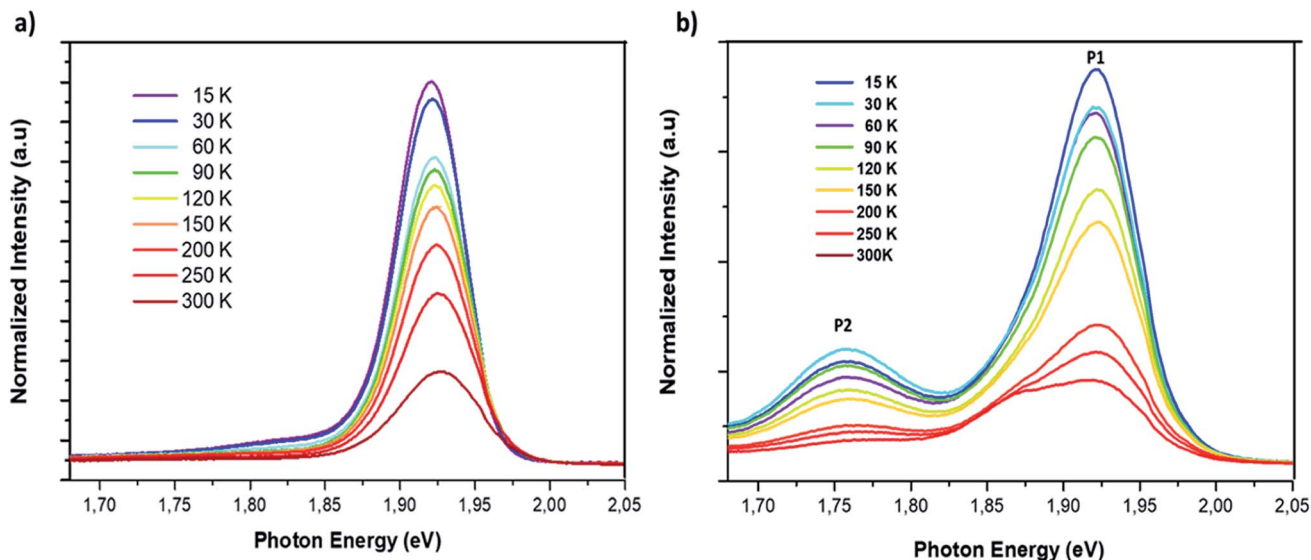 a)
Normalized Intensity (a.u)
15 K
30 K
60 K
90 K
120 K
150 K
200 K
250 K
300 K
1,70 1,75 1,80 1,85 1,90 1,95 2,00 2,05
Photon Energy (eV)
b)
Normalized Intensity (a.u)
15 K
30 K
60 K
90 K
120 K
150 K
200 K
250 K
300K
P1
P2
1,70 1,75 1,80 1,85 1,90 1,95 2,00 2,05
Photon Energy (eV)